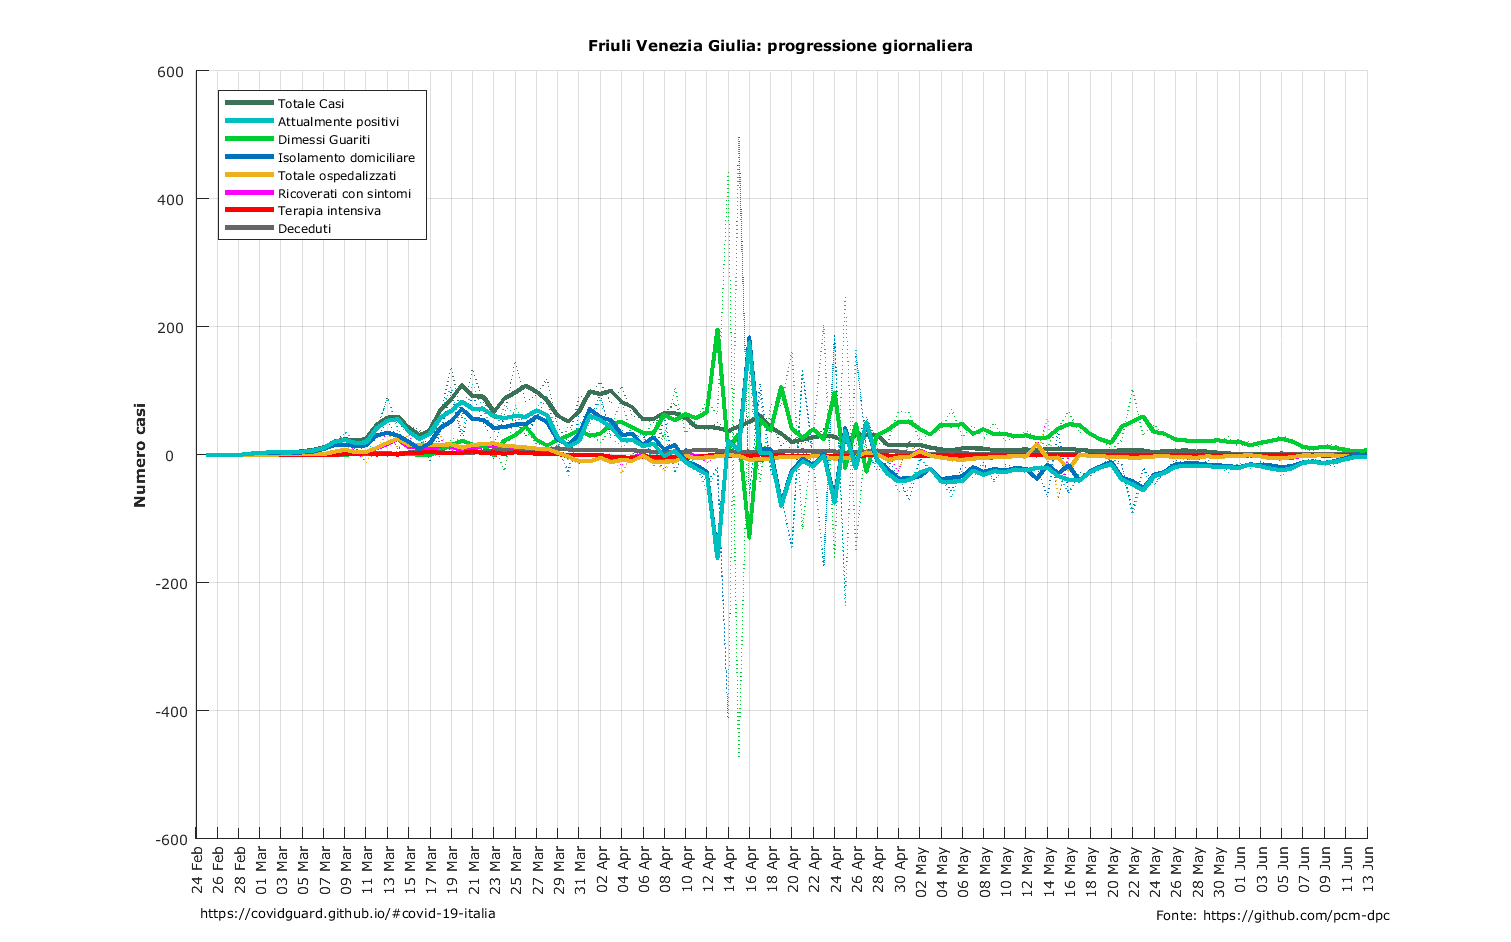 Friuli Venezia Giulia: progressione giornaliera
600
400
200
0
-200
-400
-600
Numero casi
Totale Casi
Attualmente positivi
Dimessi Guariti
Isolamento domiciliare
Totale ospedalizzati
Ricoverati con sintomi
Terapia intensiva
Deceduti
24 Feb
26 Feb
28 Feb
01 Mar
03 Mar
05 Mar
07 Mar
09 Mar
11 Mar
13 Mar
15 Mar
17 Mar
19 Mar
21 Mar
23 Mar
25 Mar
27 Mar
29 Mar
31 Mar
02 Apr
04 Apr
06 Apr
08 Apr
10 Apr
12 Apr
14 Apr
16 Apr
18 Apr
20 Apr
22 Apr
24 Apr
26 Apr
28 Apr
30 Apr
02 May
04 May
06 May
08 May
10 May
12 May
14 May
16 May
18 May
20 May
22 May
24 May
26 May
28 May
30 May
01 Jun
03 Jun
05 Jun
07 Jun
09 Jun
11 Jun
13 Jun
https://covidguard.github.io/#covid-19-italia
Fonte: https://github.com/pcm-dpc